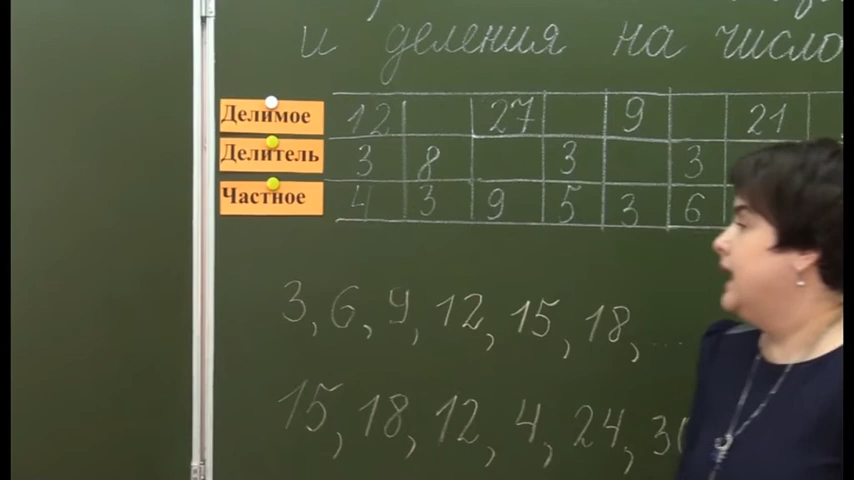 и деления на число
Делимое 12 27 9 21
Делитель 3 8 3 3
Частное 4 3 9 5 3 6
3, 6, 9, 12, 15, 18, ...
15, 18, 12, 4, 24,